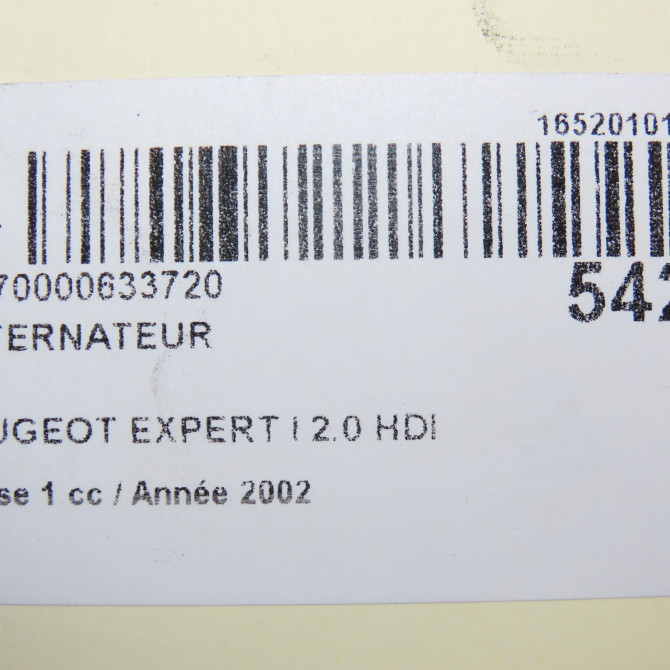 16520101
70000633720
542
TERNATEUR
UGEOT EXPERT I 2.0 HDI
se 1 cc / Année 2002